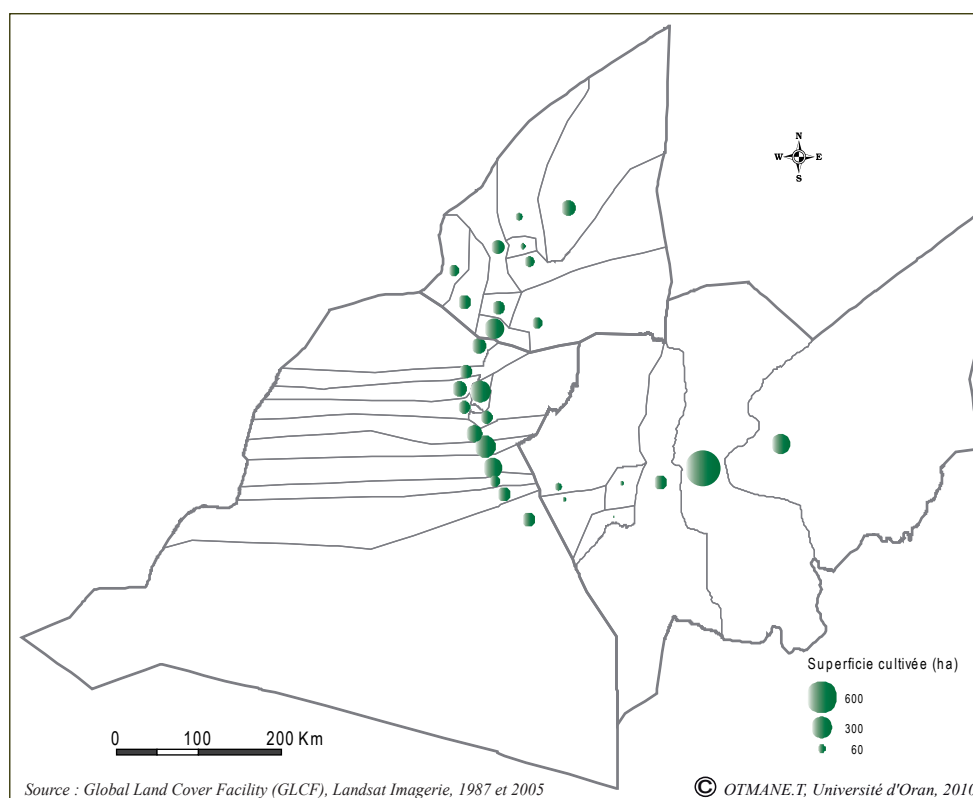 N
W E
S
Superficie cultivée (ha)
600
300
60
0 100 200 Km
Source : Global Land Cover Facility (GLCF), Landsat Imagerie, 1987 et 2005
© OTMANE.T, Université d'Oran, 2010